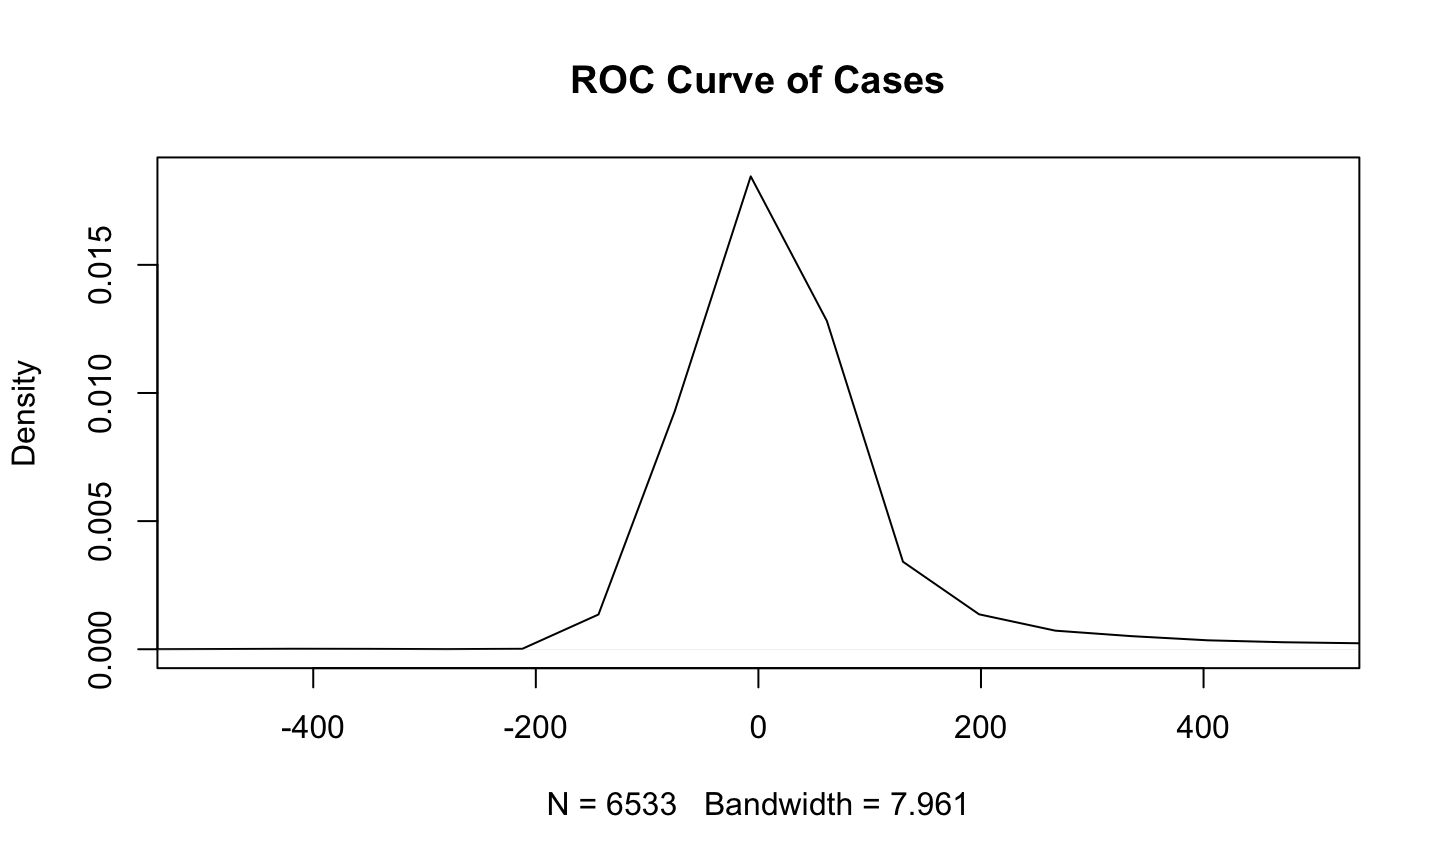 ROC Curve of Cases
Density
0.015
0.010
0.005
0.000
-400 -200 0 200 400
N = 6533 Bandwidth = 7.961